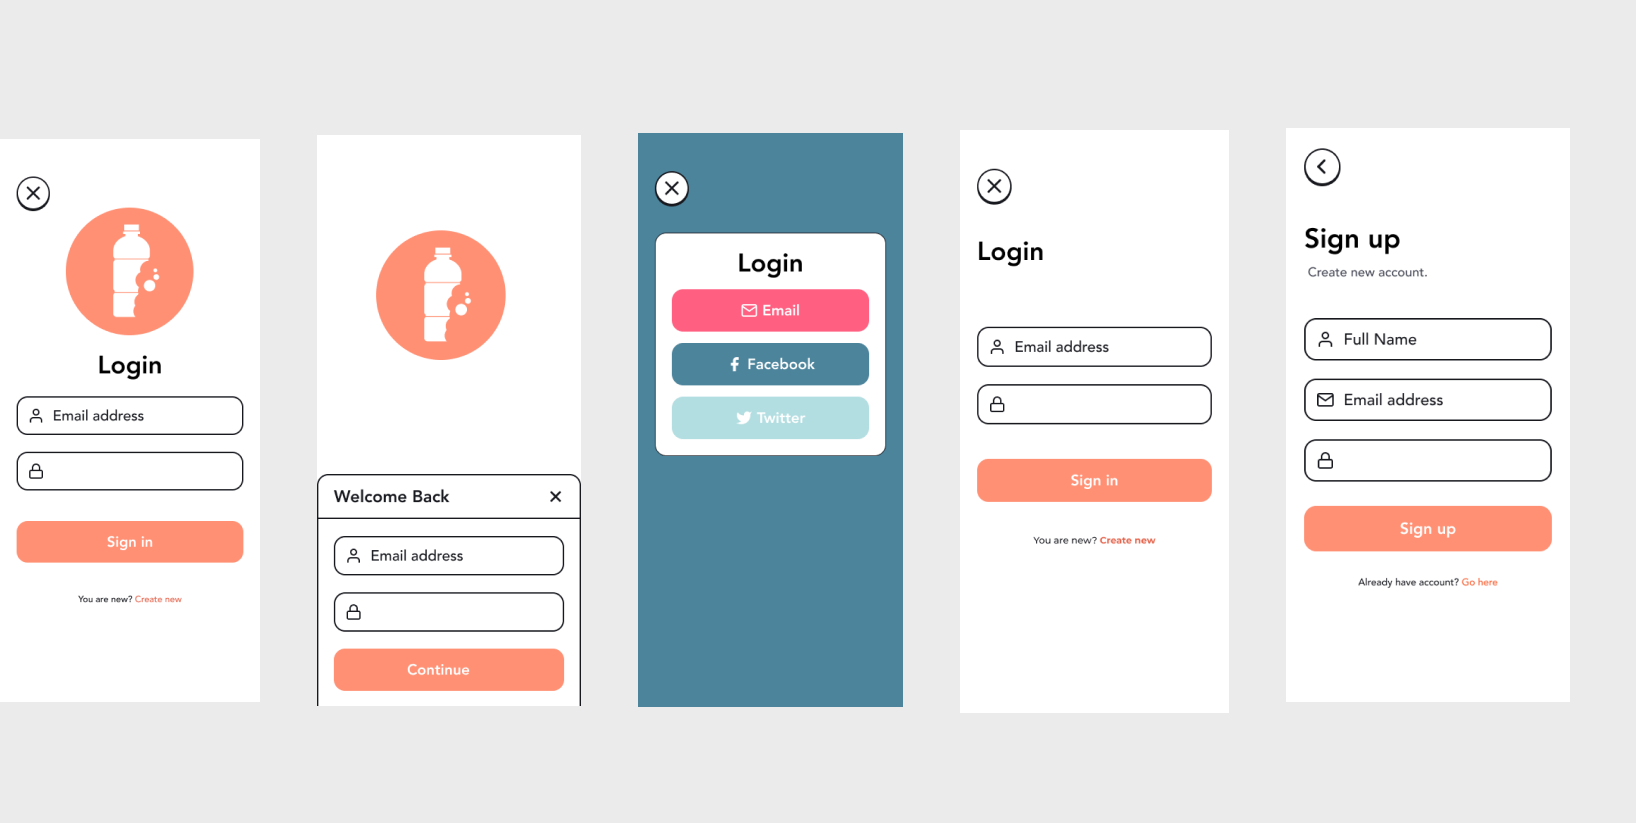 Login
Email address
Sign in
You are new? Create new
Welcome Back
Email address
Continue
Login
Email
Facebook
Twitter
Login
Email address
Sign in
You are new? Create new
Sign up
Create new account.
Full Name
Email address
Sign up
Already have account? Go here